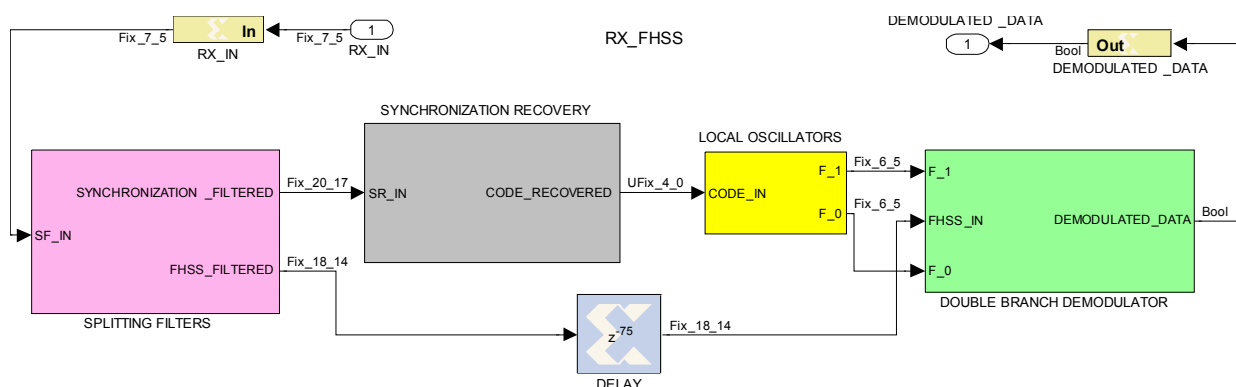 DEMODULATED _DATA
In
Fix_7_5
Fix_7_5
1
RX_IN
RX_IN
RX_FHSS
1
Bool
Out
DEMODULATED _DATA
SYNCHRONIZATION RECOVERY
LOCAL OSCILLATORS
SYNCHRONIZATION _FILTERED
Fix_20_17
SR_IN
CODE_RECOVERED
UFix_4_0
CODE_IN
F_1
Fix_6_5
F_1
Fix_6_5
F_0
FHSS_IN
DEMODULATED_DATA
Bool
SF_IN
FHSS_FILTERED
Fix_18_14
F_0
SPLITTING FILTERS
DOUBLE BRANCH DEMODULATOR
z-75
Fix_18_14
DELAY